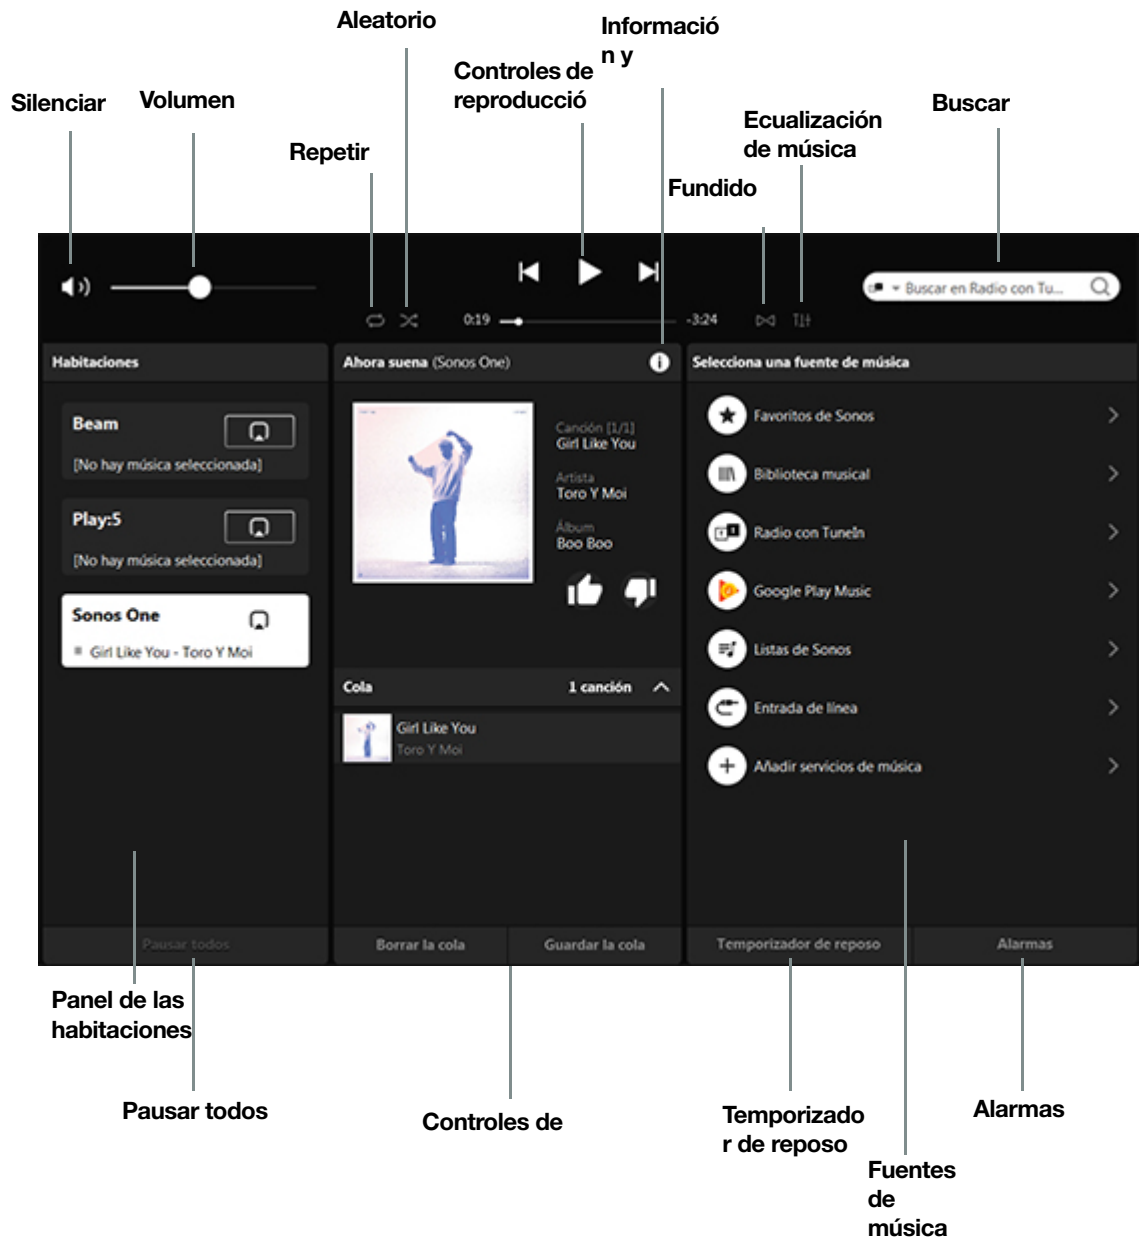 Aleatorio
Informació
n y
Controles de
reproducció
Silenciar
Volumen
Buscar
Ecualización
de música
Repetir
Fundido
Buscar en Radio con Tu...
0:19
-3:24
Habitaciones
Ahora suena (Sonos One)
Selecciona una fuente de música
Beam
[No hay música seleccionada]
Play:5
[No hay música seleccionada]
Sonos One
Girl Like You - Toro Y Moi
Canción [1/1]
Girl Like You
Artista
Toro Y Moi
Álbum
Boo Boo
Cola
1 canción
Girl Like You
Toro Y Moi
Favoritos de Sonos
Biblioteca musical
Radio con TuneIn
Google Play Music
Listas de Sonos
Entrada de línea
Añadir servicios de música
Pausar todos
Borrar la cola
Guardar la cola
Temporizador de reposo
Alarmas
Panel de las
habitaciones
Pausar todos
Controles de
Temporizado
r de reposo
Alarmas
Fuentes
de
música